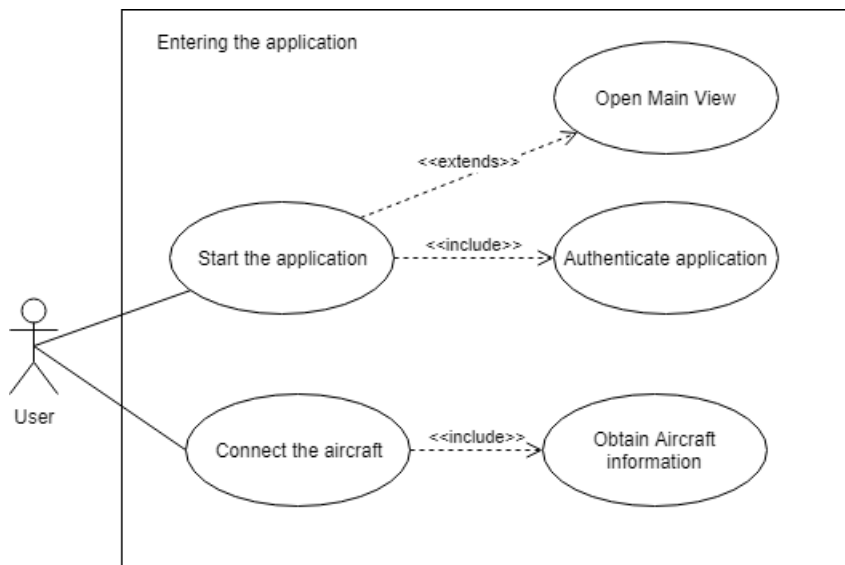 Entering the application
Open Main View
<<extends>>
Start the application
<<include>>
Authenticate application
User
Connect the aircraft
<<include>>
Obtain Aircraft
information